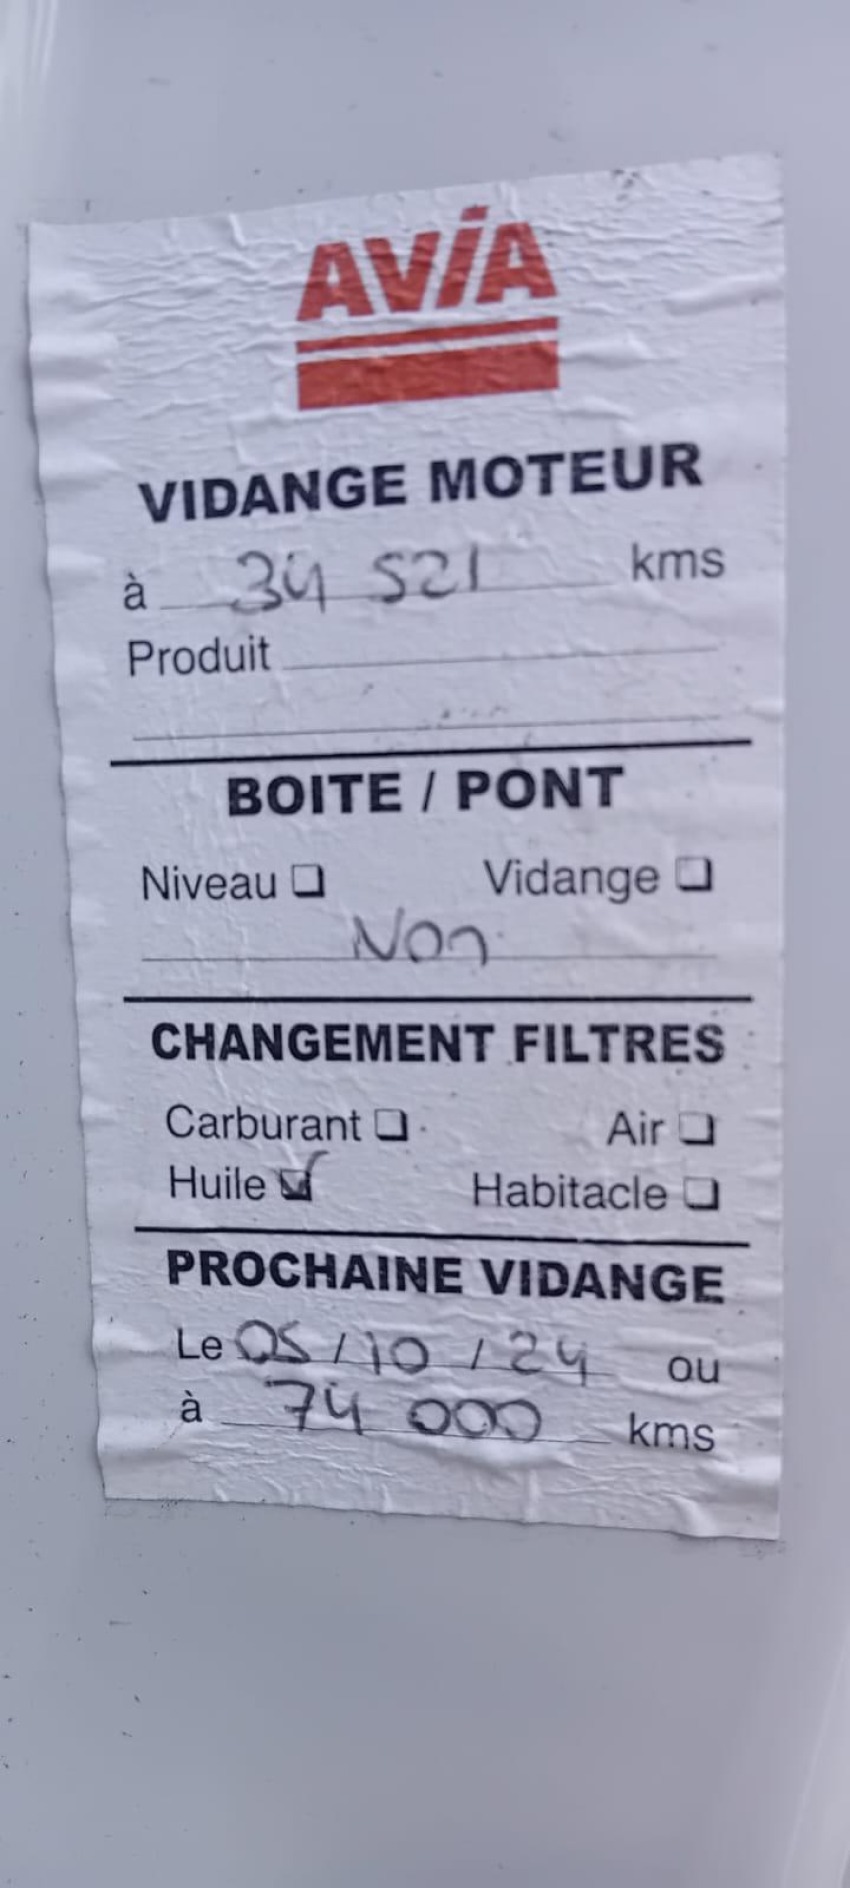 AViA
VIDANGE MOTEUR
à 34 521 kms
Produit
BOITE / PONT
Niveau ❑ Vidange ❑
Non
CHANGEMENT FILTRES
Carburant ❑ Air ❑
Huile ☑ Habitacle ❑
PROCHAINE VIDANGE
Le 05 / 10 / 24 ou
à 74 000 kms